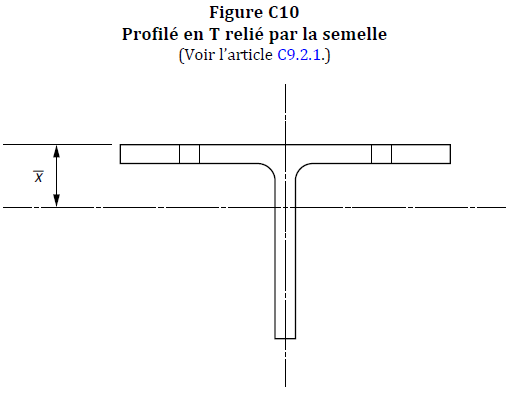 Figure C10
Profilé en T relié par la semelle
(Voir l’article C9.2.1.)
x̅